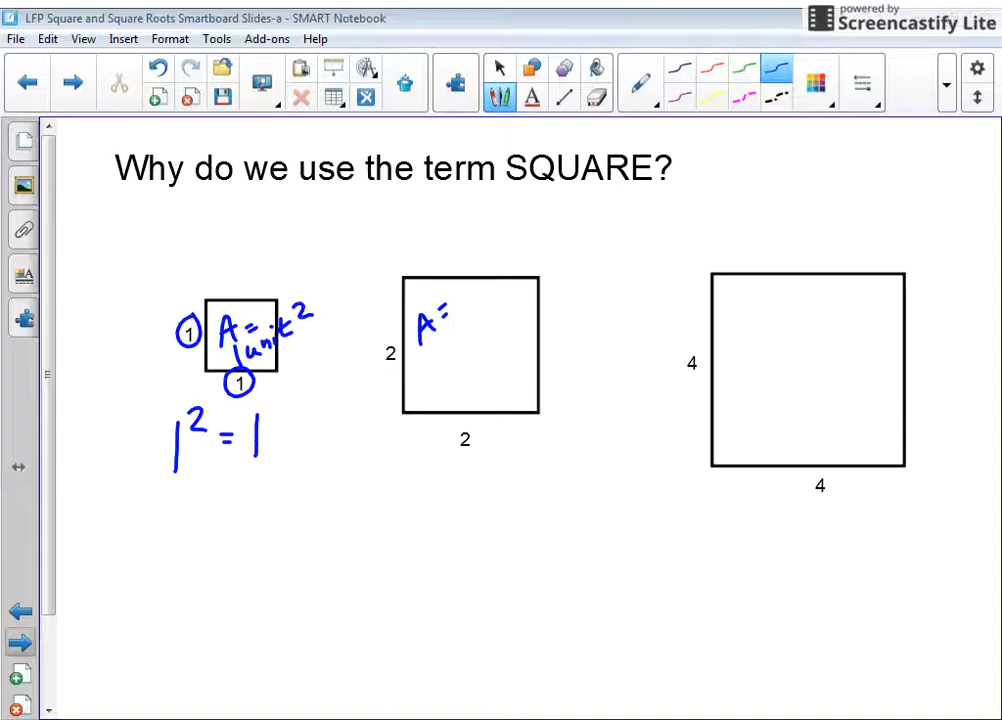 LFP Square and Square Roots Smartboard Slides-a - SMART Notebook
powered by
Screencastify Lite
File Edit View Insert Format Tools Add-ons Help
Why do we use the term SQUARE?
1 A =
1 unit²
1
1² = 1
A =
2
2
4
4